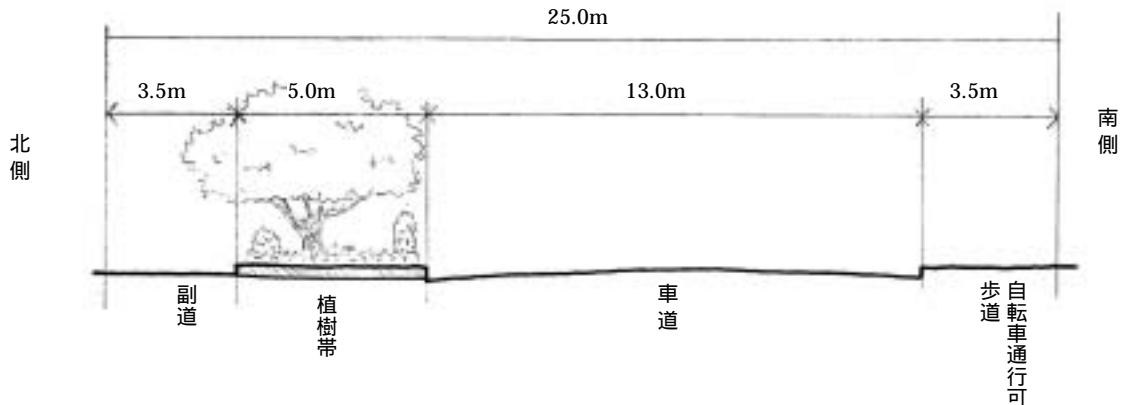 25.0m
3.5m
5.0m
13.0m
3.5m
北側
南側
副道
植樹帯
車道
自転車通行可
歩道